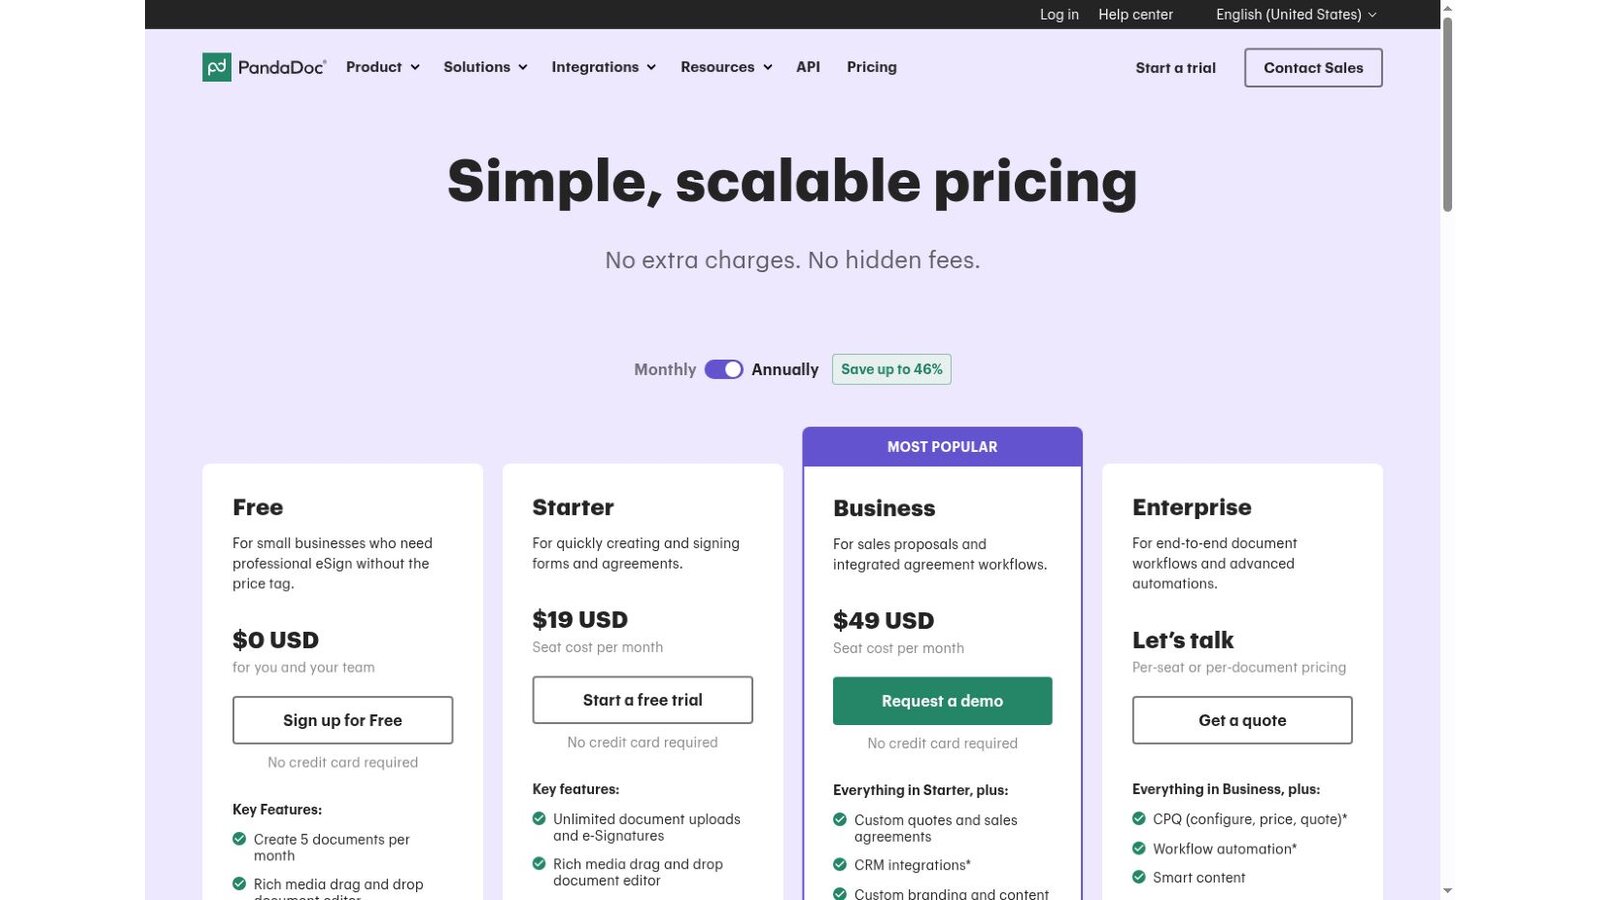 Log in Help center English (United States)
PandaDoc Product Solutions Integrations Resources API Pricing Start a trial Contact Sales
Simple, scalable pricing
No extra charges. No hidden fees.
Monthly Annually Save up to 46%
MOST POPULAR
Free
For small businesses who need
professional eSign without the
price tag.
$0 USD
for you and your team
Sign up for Free
No credit card required
Key Features:
Create 5 documents per
month
Rich media drag and drop
document editor
Starter
For quickly creating and signing
forms and agreements.
$19 USD
Seat cost per month
Start a free trial
No credit card required
Key features:
Unlimited document uploads
and e-Signatures
Rich media drag and drop
document editor
Business
For sales proposals and
integrated agreement workflows.
$49 USD
Seat cost per month
Request a demo
No credit card required
Everything in Starter, plus:
Custom quotes and sales
agreements
CRM integrations*
Custom branding and content
Enterprise
For end-to-end document
workflows and advanced
automations.
Let's talk
Per-seat or per-document pricing
Get a quote
Everything in Business, plus:
CPQ (configure, price, quote)*
Workflow automation*
Smart content